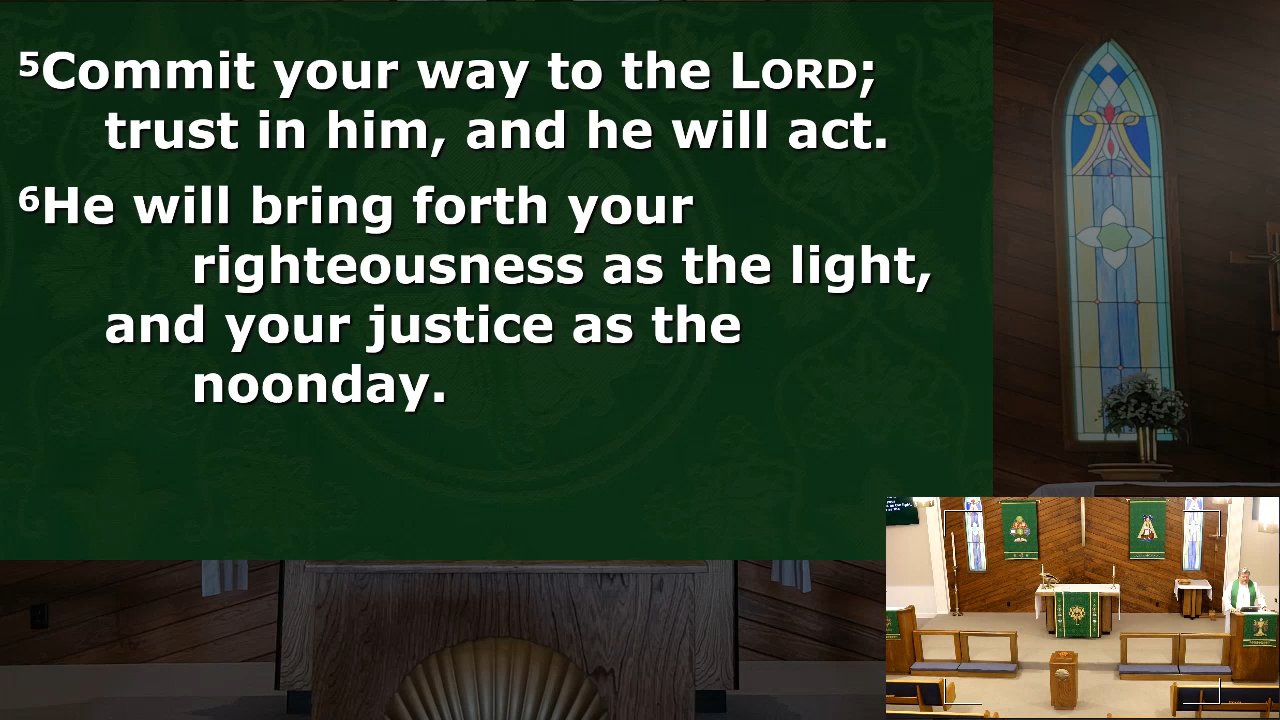 ⁵Commit your way to the LORD;
trust in him, and he will act.
⁶He will bring forth your
righteousness as the light,
and your justice as the
noonday.